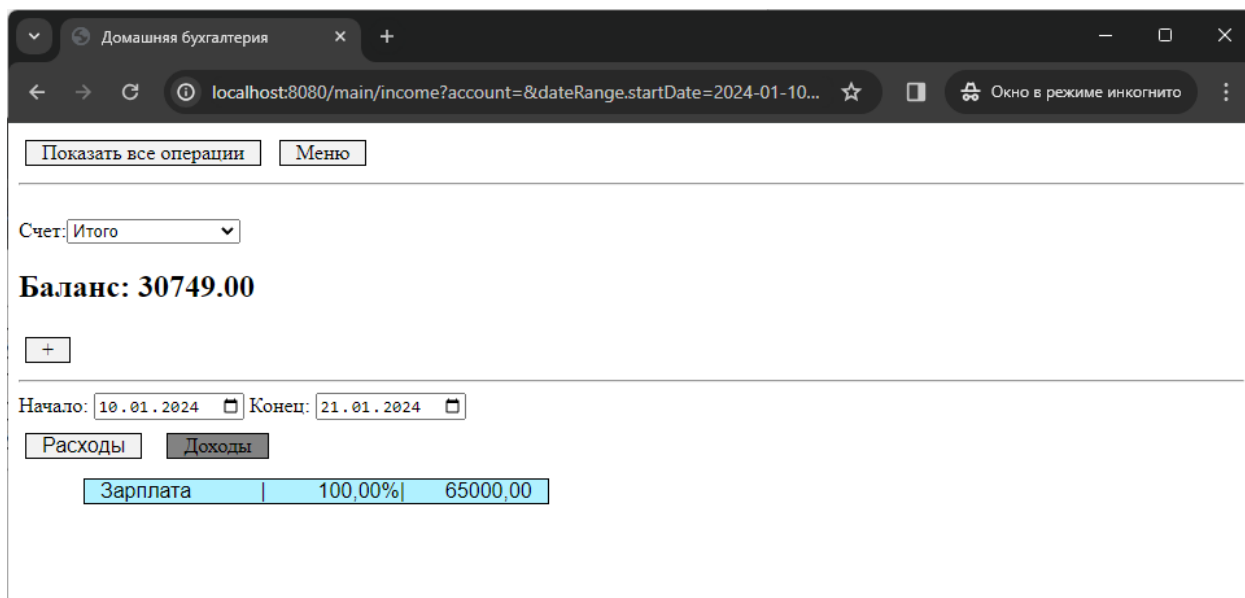 Домашняя бухгалтерия
localhost:8080/main/income?account=&dateRange.startDate=2024-01-10...
Окно в режиме инкогнито
Показать все операции Меню
Счет: Итого
Баланс: 30749.00
+
Начало: 10.01.2024 Конец: 21.01.2024
Расходы Доходы
Зарплата | 100,00%| 65000,00